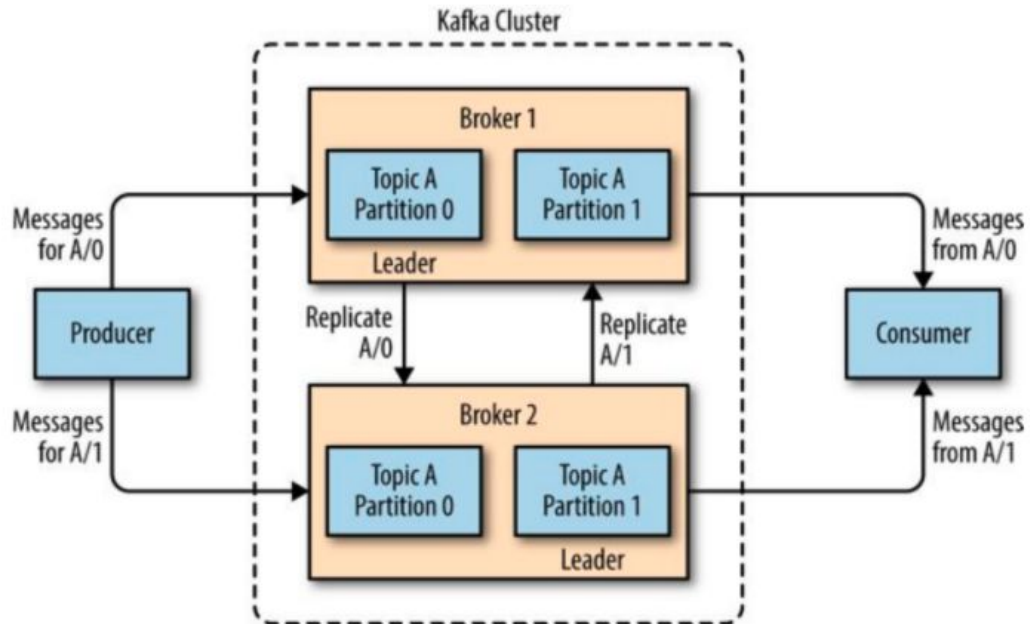 Kafka Cluster
Broker 1
Topic A
Partition 0
Topic A
Partition 1
Leader
Messages
for A/0
Messages
from A/0
Producer
Replicate
A/0
Replicate
A/1
Consumer
Messages
for A/1
Messages
from A/1
Broker 2
Topic A
Partition 0
Topic A
Partition 1
Leader